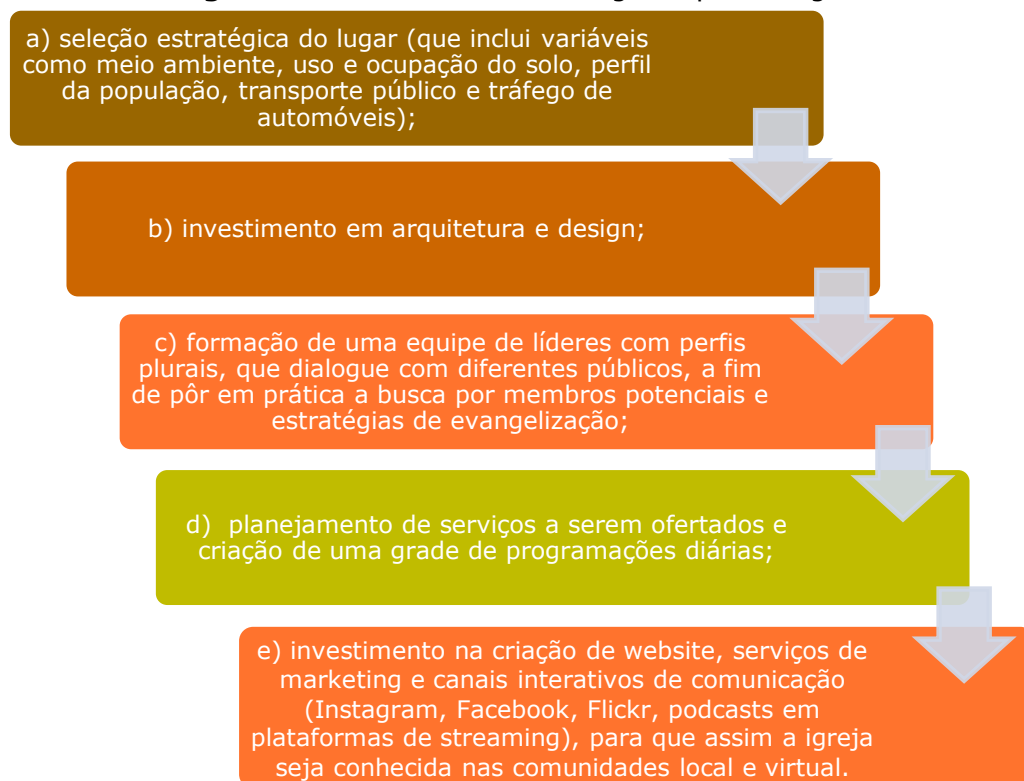 a) seleção estratégica do lugar (que inclui variáveis
como meio ambiente, uso e ocupação do solo, perfil
da população, transporte público e tráfego de
automóveis);
b) investimento em arquitetura e design;
c) formação de uma equipe de líderes com perfis
plurais, que dialogue com diferentes públicos, a fim
de pôr em prática a busca por membros potenciais e
estratégias de evangelização;
d) planejamento de serviços a serem ofertados e
criação de uma grade de programações diárias;
e) investimento na criação de website, serviços de
marketing e canais interativos de comunicação
(Instagram, Facebook, Flickr, podcasts em
plataformas de streaming), para que assim a igreja
seja conhecida nas comunidades local e virtual.